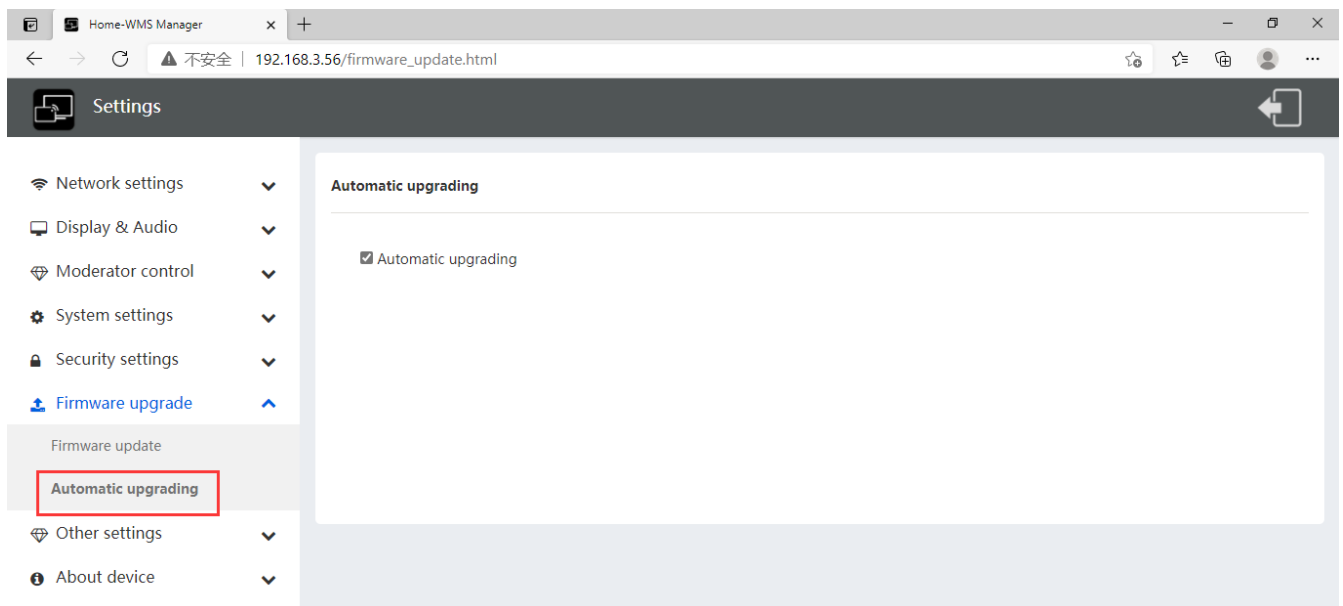 Home-WMS Manager
不安全 | 192.168.3.56/firmware_update.html
Settings
Network settings
Display & Audio
Moderator control
System settings
Security settings
Firmware upgrade
Firmware update
Automatic upgrading
Other settings
About device
Automatic upgrading
Automatic upgrading